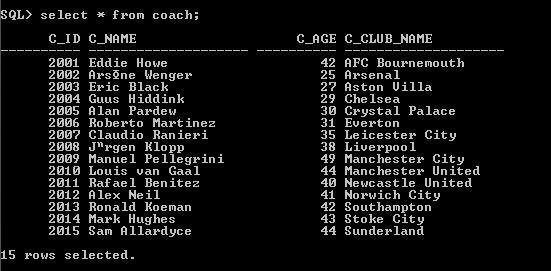 SQL> select * from coach;
C_ID C_NAME C_AGE C_CLUB_NAME
2001 Eddie Howe 42 AFC Bournemouth
2002 Arsőne Wenger 25 Arsenal
2003 Eric Black 27 Aston Villa
2004 Guus Hiddink 29 Chelsea
2005 Alan Pardew 30 Crystal Palace
2006 Roberto Martinez 31 Everton
2007 Claudio Ranieri 35 Leicester City
2008 J"rgen Klopp 38 Liverpool
2009 Manuel Pellegrini 49 Manchester City
2010 Louis van Gaal 44 Manchester United
2011 Rafael Benitez 40 Newcastle United
2012 Alex Neil 41 Norwich City
2013 Ronald Koeman 42 Southampton
2014 Mark Hughes 43 Stoke City
2015 Sam Allardyce 44 Sunderland
15 rows selected.